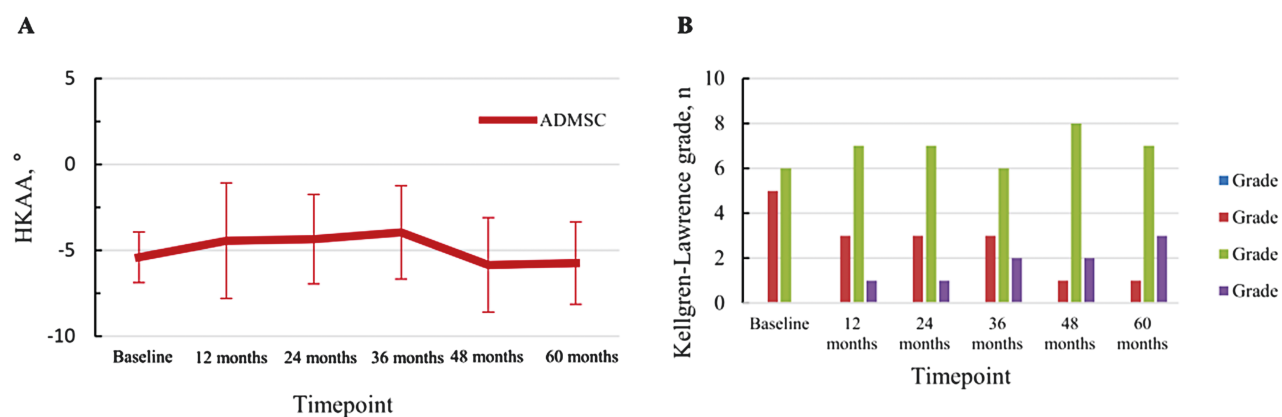 A
HKAA, °
5
0
-5
-10
ADMSC
Baseline 12 months 24 months 36 months 48 months 60 months
Timepoint
B
Kellgren-Lawrence grade, n
10
8
6
4
2
0
Baseline 12 24 36 48 60
months months months months months
Timepoint
Grade
Grade
Grade
Grade